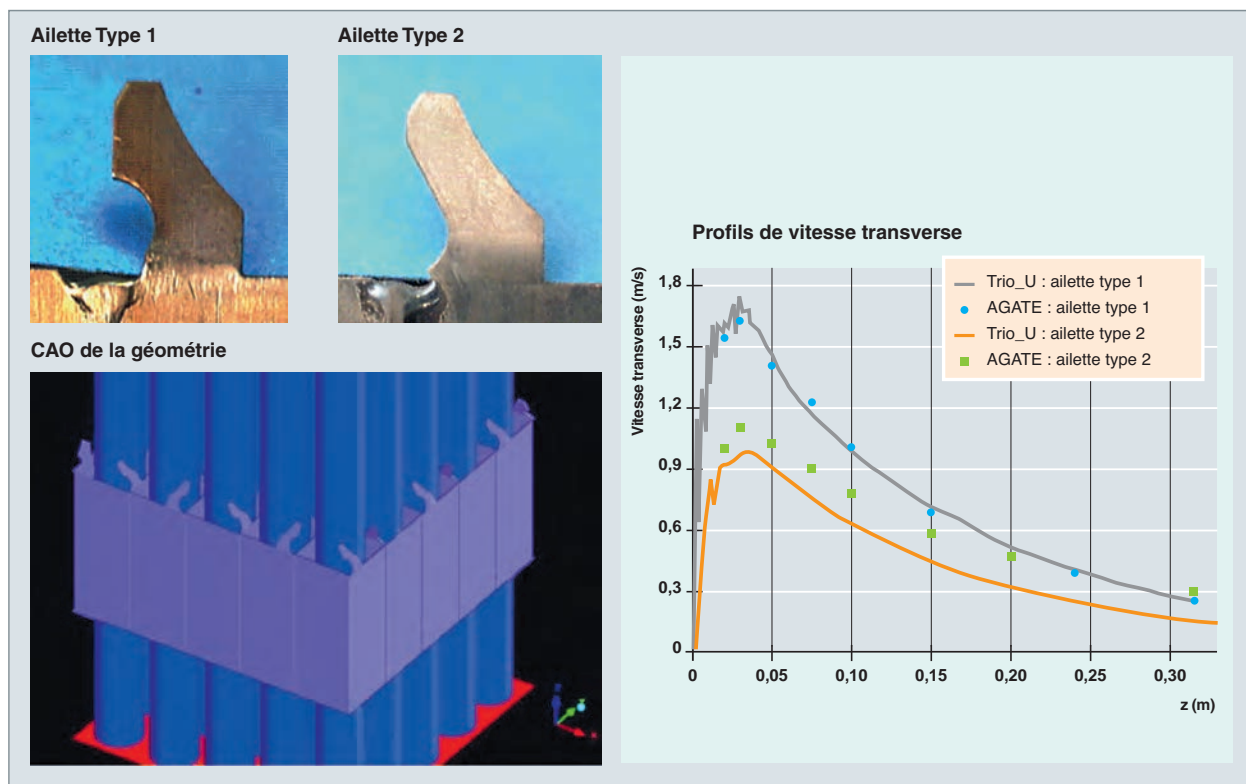 Ailette Type 1
Ailette Type 2
CAO de la géométrie
Profils de vitesse transverse
Vitesse transverse (m/s)
Trio_U : ailette type 1
AGATE : ailette type 1
Trio_U : ailette type 2
AGATE : ailette type 2
1,8
1,5
1,2
0,9
0,6
0,3
0
0 0,05 0,10 0,15 0,20 0,25 0,30
z (m)